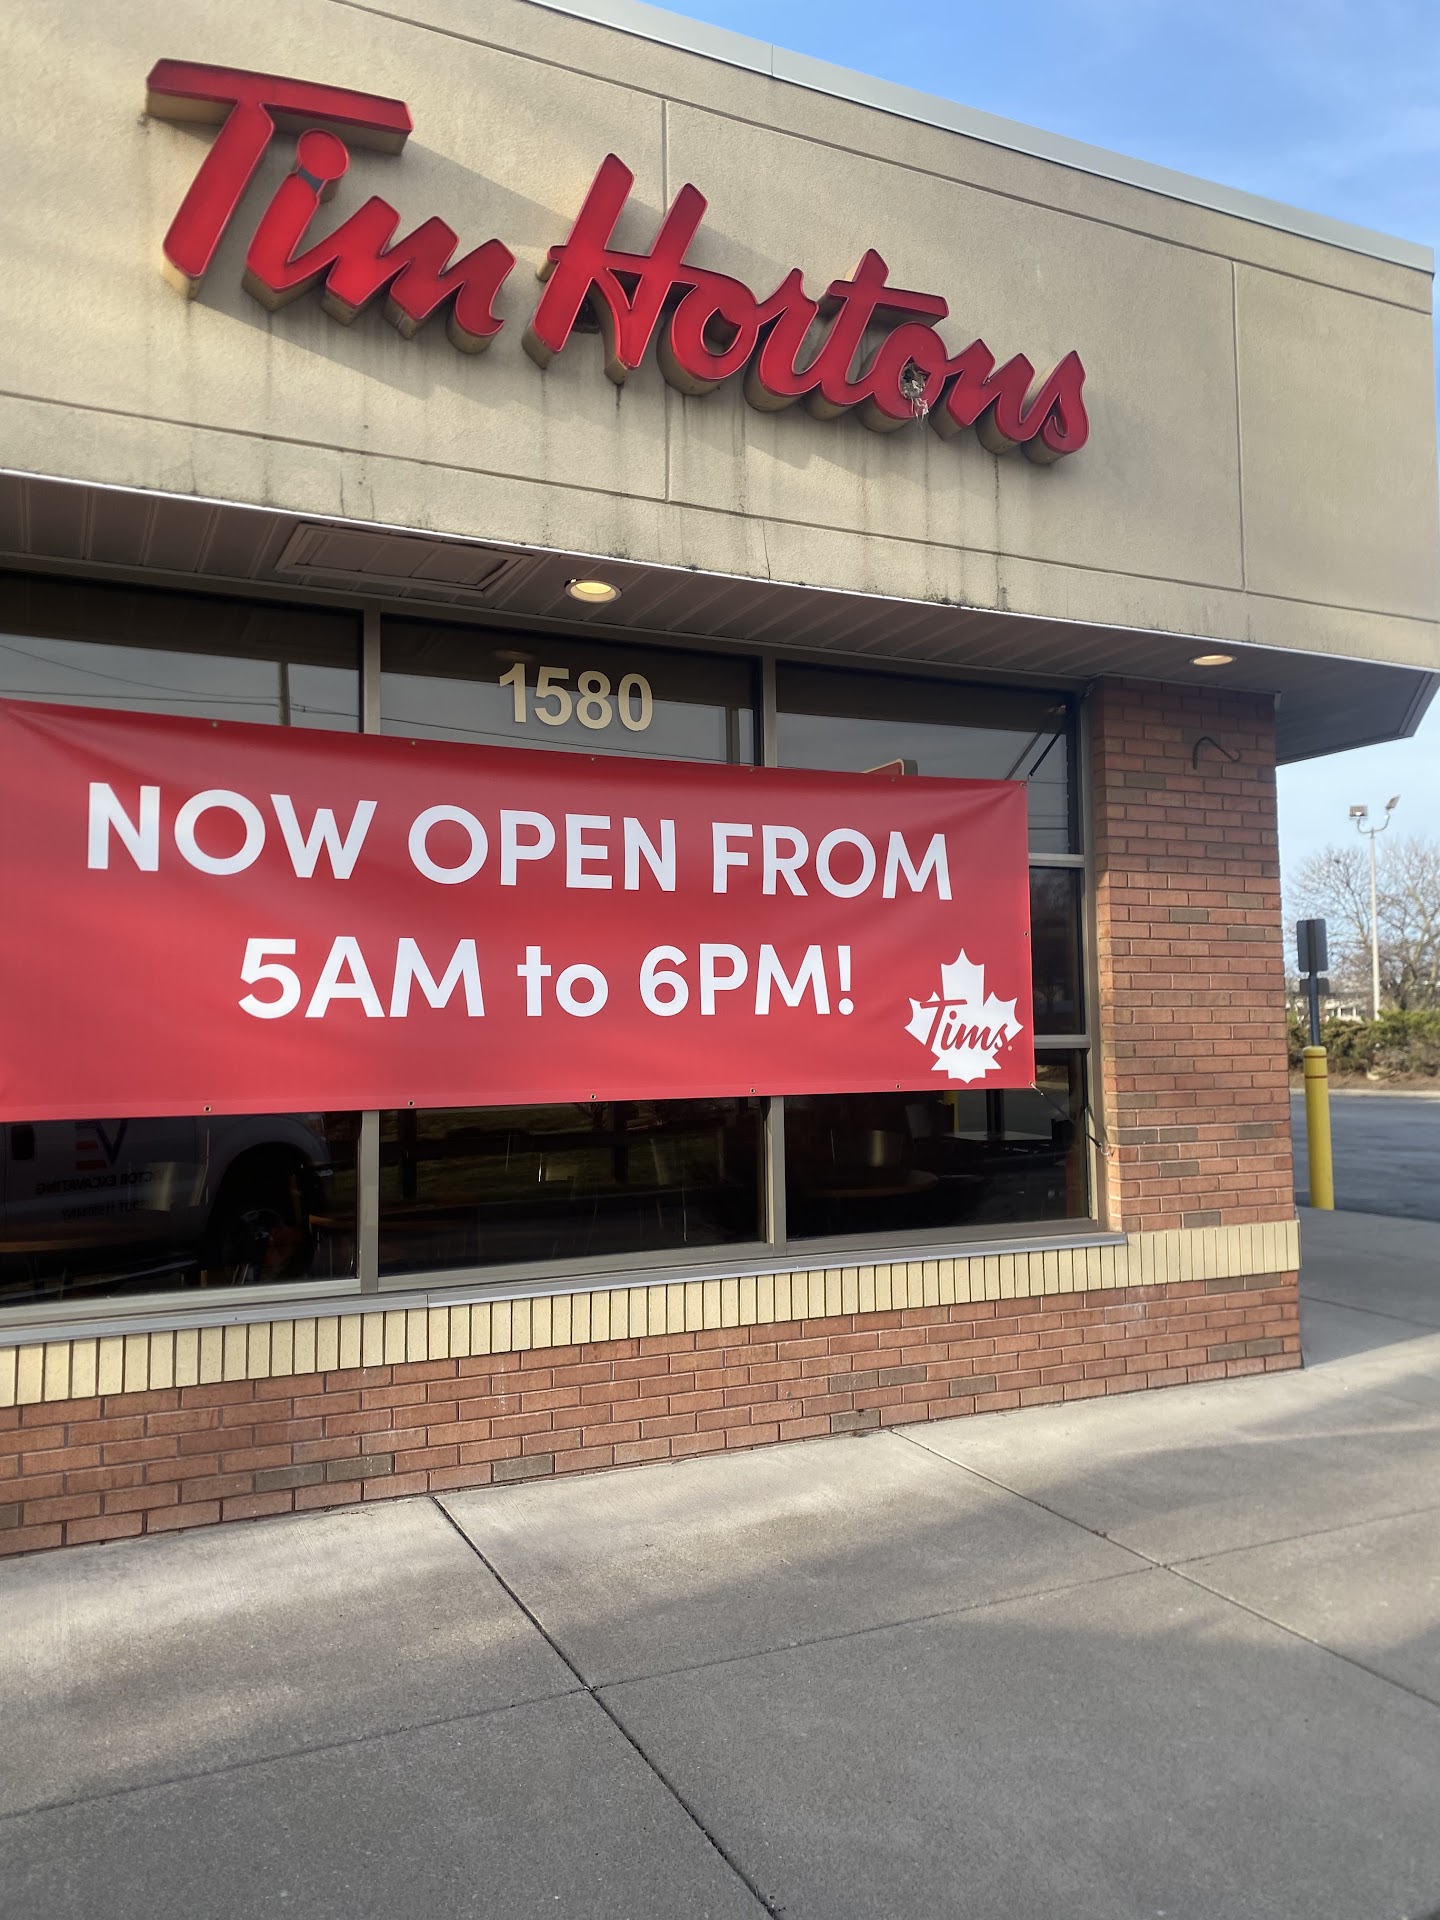 Tim Hortons
1580
NOW OPEN FROM
5AM to 6PM!
Tims